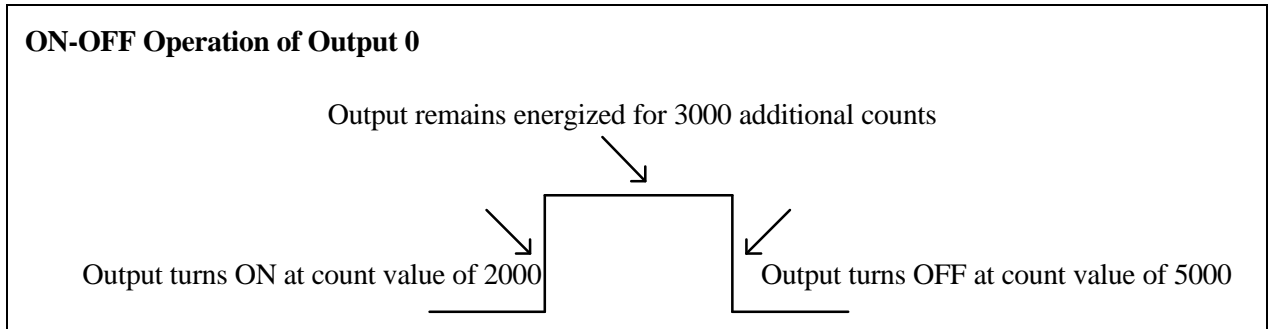 ON-OFF Operation of Output 0
Output remains energized for 3000 additional counts
Output turns ON at count value of 2000
Output turns OFF at count value of 5000